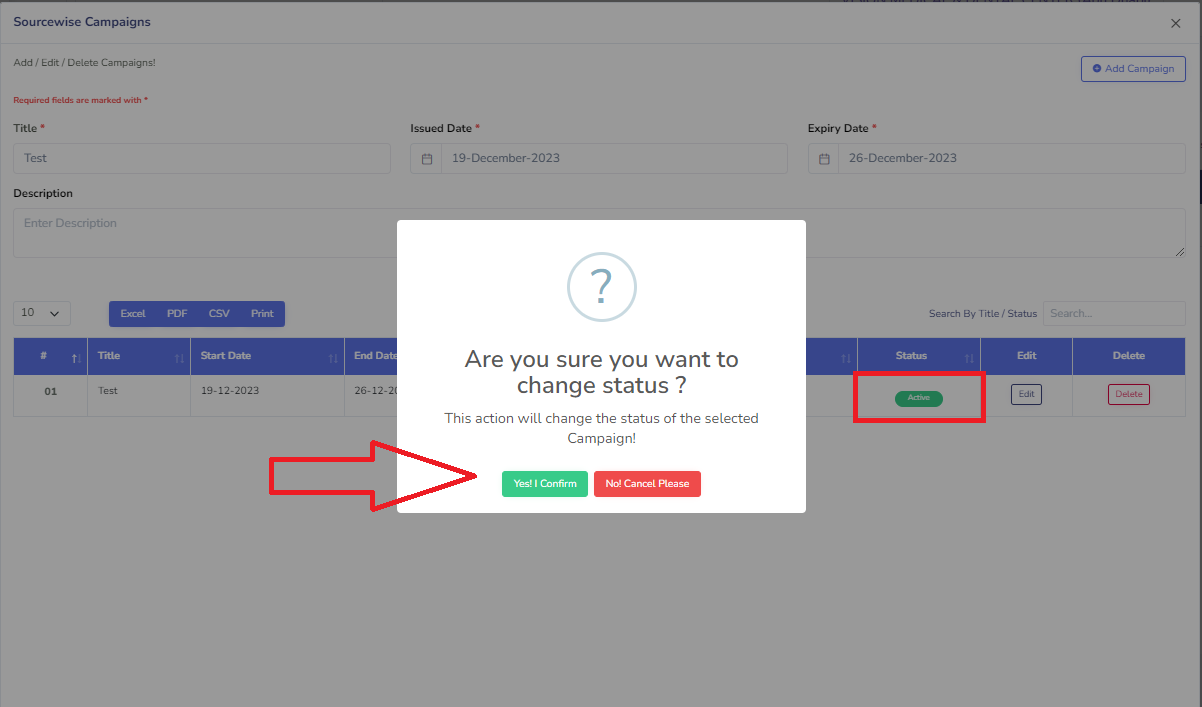 Sourcewise Campaigns
Add / Edit / Delete Campaigns!
Add Campaign
Required fields are marked with *
Title * Issued Date * Expiry Date *
Test 19-December-2023 26-December-2023
Description
Enter Description
?
10 Excel PDF CSV Print Search By Title / Status Search...
# Title Start Date End Date Status Edit Delete
01 Test 19-12-2023 26-12-20 Active Edit Delete
Are you sure you want to
change status ?
This action will change the status of the selected
Campaign!
Yes! I Confirm No! Cancel Please